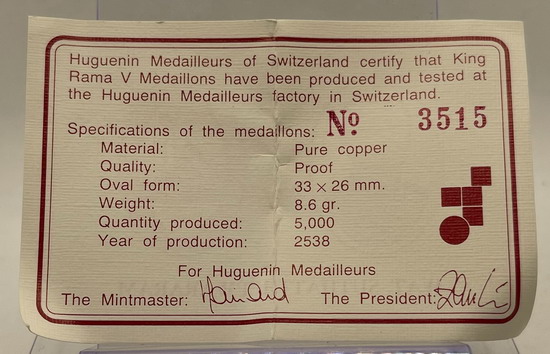 Huguenin Medailleurs of Switzerland certify that King
Rama V Medaillons have been produced and tested at
the Huguenin Medailleurs factory in Switzerland.
Specifications of the medaillons: No. 3515
Material: Pure copper
Quality: Proof
Oval form: 33 × 26 mm.
Weight: 8.6 gr.
Quantity produced: 5,000
Year of production: 2538
For Huguenin Medailleurs
The Mintmaster: The President: